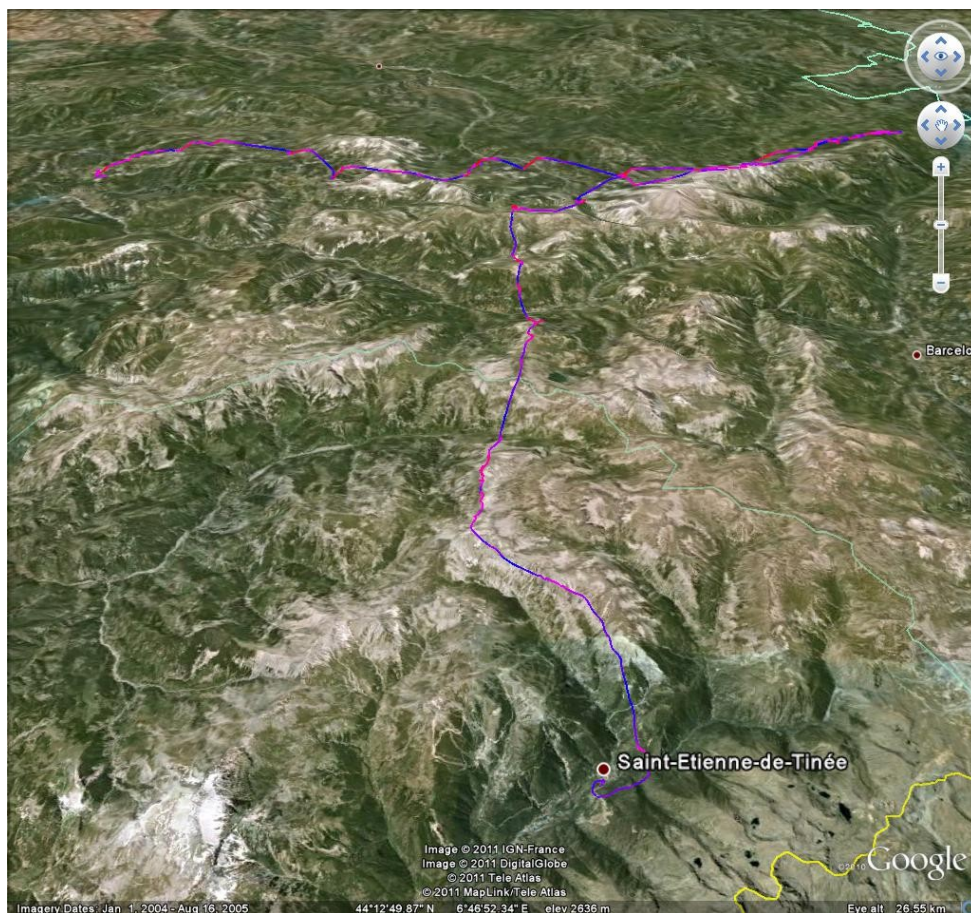 Barcelo
Saint-Etienne-de-Tinée
Image © 2011 IGN-France
Image © 2011 DigitalGlobe
© 2011 Tele Atlas
© 2011 MapLink/Tele Atlas
©2010 Google
Imagery Dates: Jan 1, 2004 - Aug 16, 2005 44°12'49.87" N 6°46'52.34" E elev 2636 m Eye alt 26.55 km